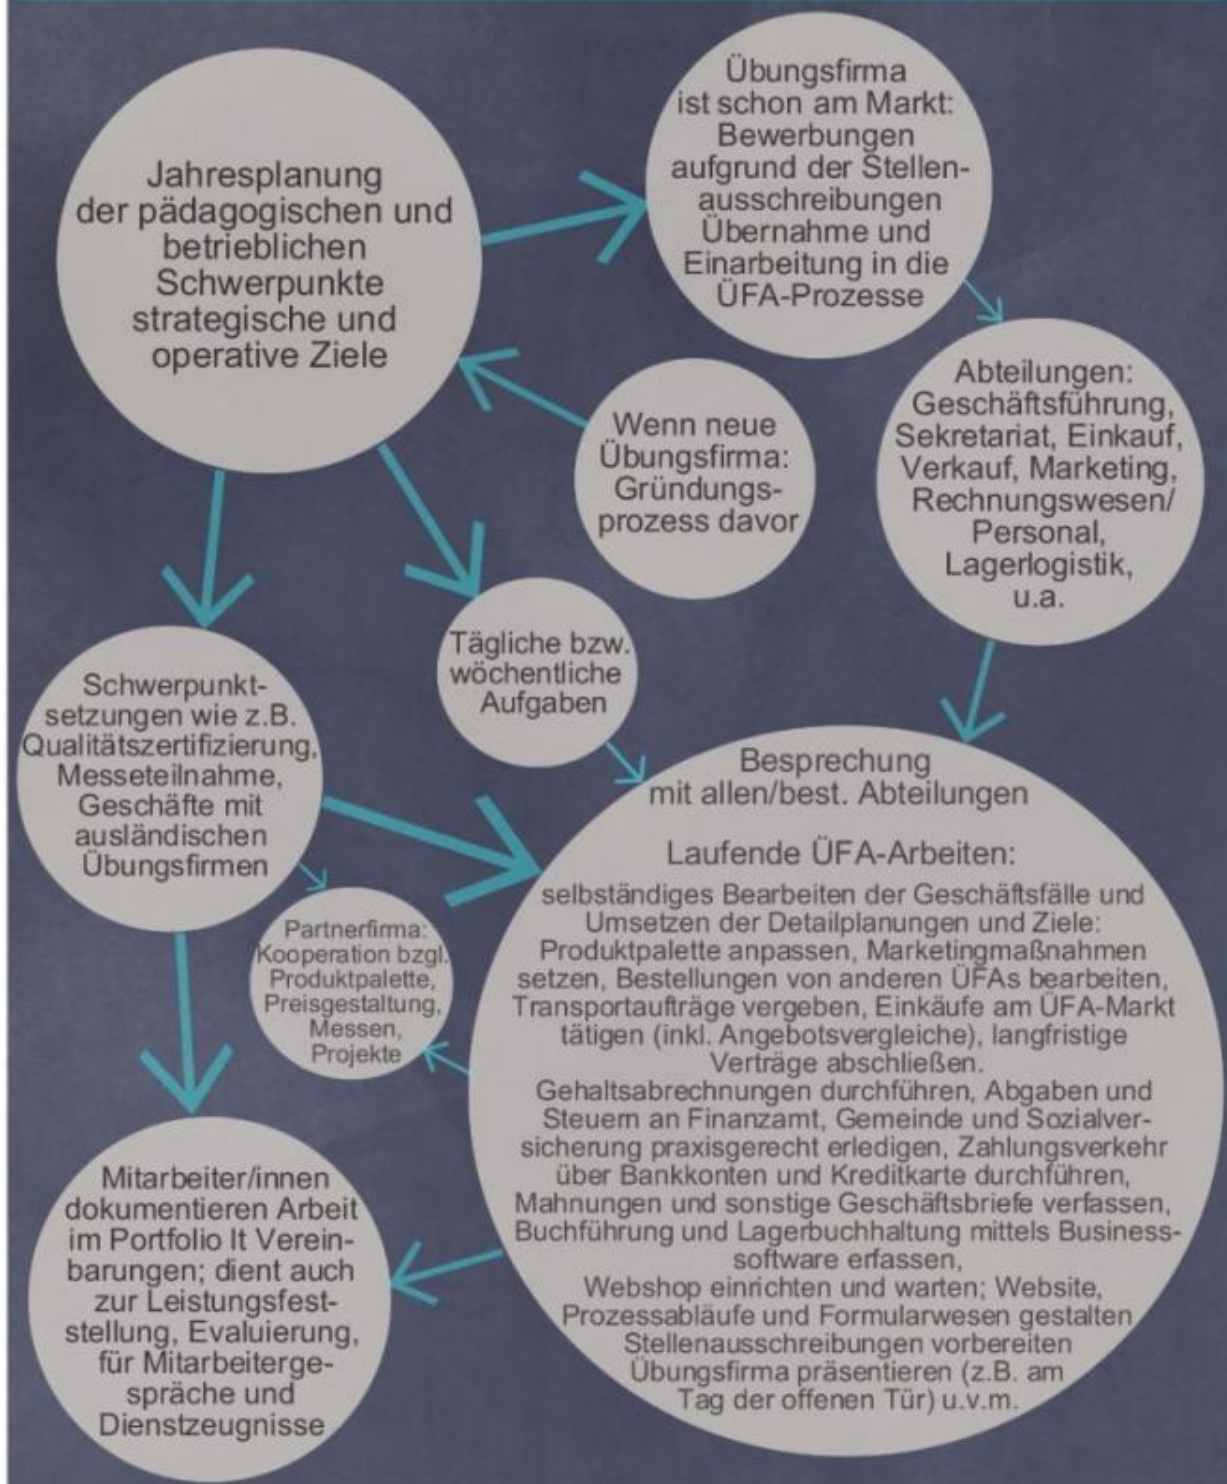 Jahresplanung
der pädagogischen und
betrieblichen
Schwerpunkte
strategische und
operative Ziele
Übungsfirma
ist schon am Markt:
Bewerbungen
aufgrund der Stellen-
ausschreibungen
Übernahme und
Einarbeitung in die
ÜFA-Prozesse
Wenn neue
Übungsfirma:
Gründungs-
prozess davor
Abteilungen:
Geschäftsführung,
Sekretariat, Einkauf,
Verkauf, Marketing,
Rechnungswesen/
Personal,
Lagerlogistik,
u.a.
Tägliche bzw.
wöchentliche
Aufgaben
Schwerpunkt-
setzungen wie z.B.
Qualitätszertifizierung,
Messeteilnahme,
Geschäfte mit
ausländischen
Übungsfirmen
Partnerfirma:
Kooperation bzgl.
Produktpalette,
Preisgestaltung,
Messen,
Projekte
Besprechung
mit allen/best. Abteilungen
Laufende ÜFA-Arbeiten:
selbständiges Bearbeiten der Geschäftsfälle und
Umsetzen der Detailplanungen und Ziele:
Produktpalette anpassen, Marketingmaßnahmen
setzen, Bestellungen von anderen ÜFAs bearbeiten,
Transportaufträge vergeben, Einkäufe am ÜFA-Markt
tätigen (inkl. Angebotsvergleiche), langfristige
Verträge abschließen.
Gehaltsabrechnungen durchführen, Abgaben und
Steuern an Finanzamt, Gemeinde und Sozialver-
sicherung praxisgerecht erledigen, Zahlungsverkehr
über Bankkonten und Kreditkarte durchführen,
Mahnungen und sonstige Geschäftsbriefe verfassen,
Buchführung und Lagerbuchhaltung mittels Business-
software erfassen,
Webshop einrichten und warten; Website,
Prozessabläufe und Formularwesen gestalten
Stellenausschreibungen vorbereiten
Übungsfirma präsentieren (z.B. am
Tag der offenen Tür) u.v.m.
Mitarbeiter/innen
dokumentieren Arbeit
im Portfolio lt Verein-
barungen; dient auch
zur Leistungsfest-
stellung, Evaluierung,
für Mitarbeiterge-
spräche und
Dienstzeugnisse